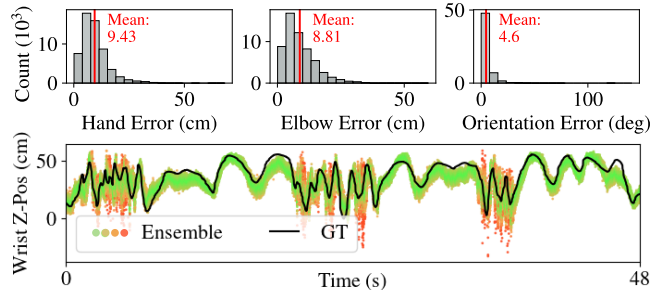 Count (10³)
10
0
Mean:
9.43
0
50
Hand Error (cm)
10
0
Mean:
8.81
0
50
Elbow Error (cm)
50
0
Mean:
4.6
0
100
Orientation Error (deg)
Wrist Z-Pos (cm)
50
0
Ensemble
GT
0
Time (s)
48